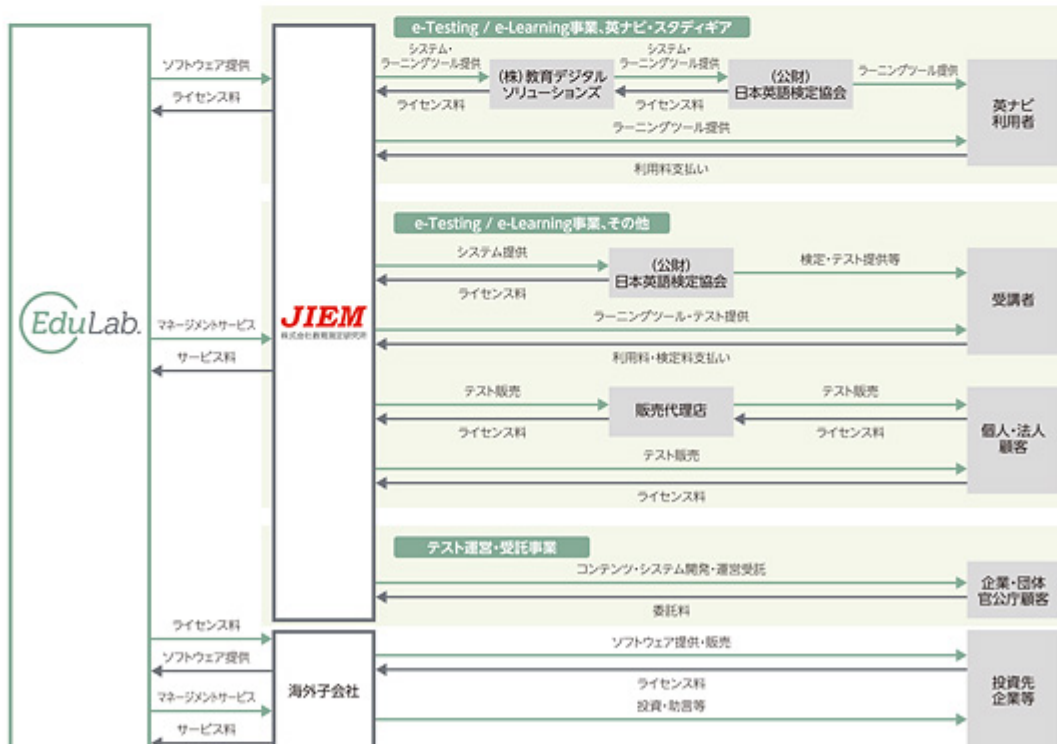 e-Testing / e-Learning事業、英ナビ・スタディギア
ソフトウェア提供
ライセンス料
システム・
ラーニングツール提供
ライセンス料
(株)教育デジタル
ソリューションズ
システム・
ラーニングツール提供
ライセンス料
(公財)
日本英語検定協会
ラーニングツール提供
英ナビ
利用者
ラーニングツール提供
利用料支払い
e-Testing / e-Learning事業、その他
システム提供
ライセンス料
(公財)
日本英語検定協会
検定・テスト提供等
受講者
EduLab.
マネージメントサービス
サービス料
JIEM
株式会社教育測定研究所
ラーニングツール・テスト提供
利用料・検定料支払い
テスト販売
ライセンス料
販売代理店
テスト販売
ライセンス料
個人・法人
顧客
テスト販売
ライセンス料
テスト運営・受託事業
コンテンツ・システム開発・運営受託
委託料
企業・団体
官公庁顧客
ライセンス料
ソフトウェア提供
マネージメントサービス
サービス料
海外子会社
ソフトウェア提供・販売
ライセンス料
投資・助言等
投資先
企業等